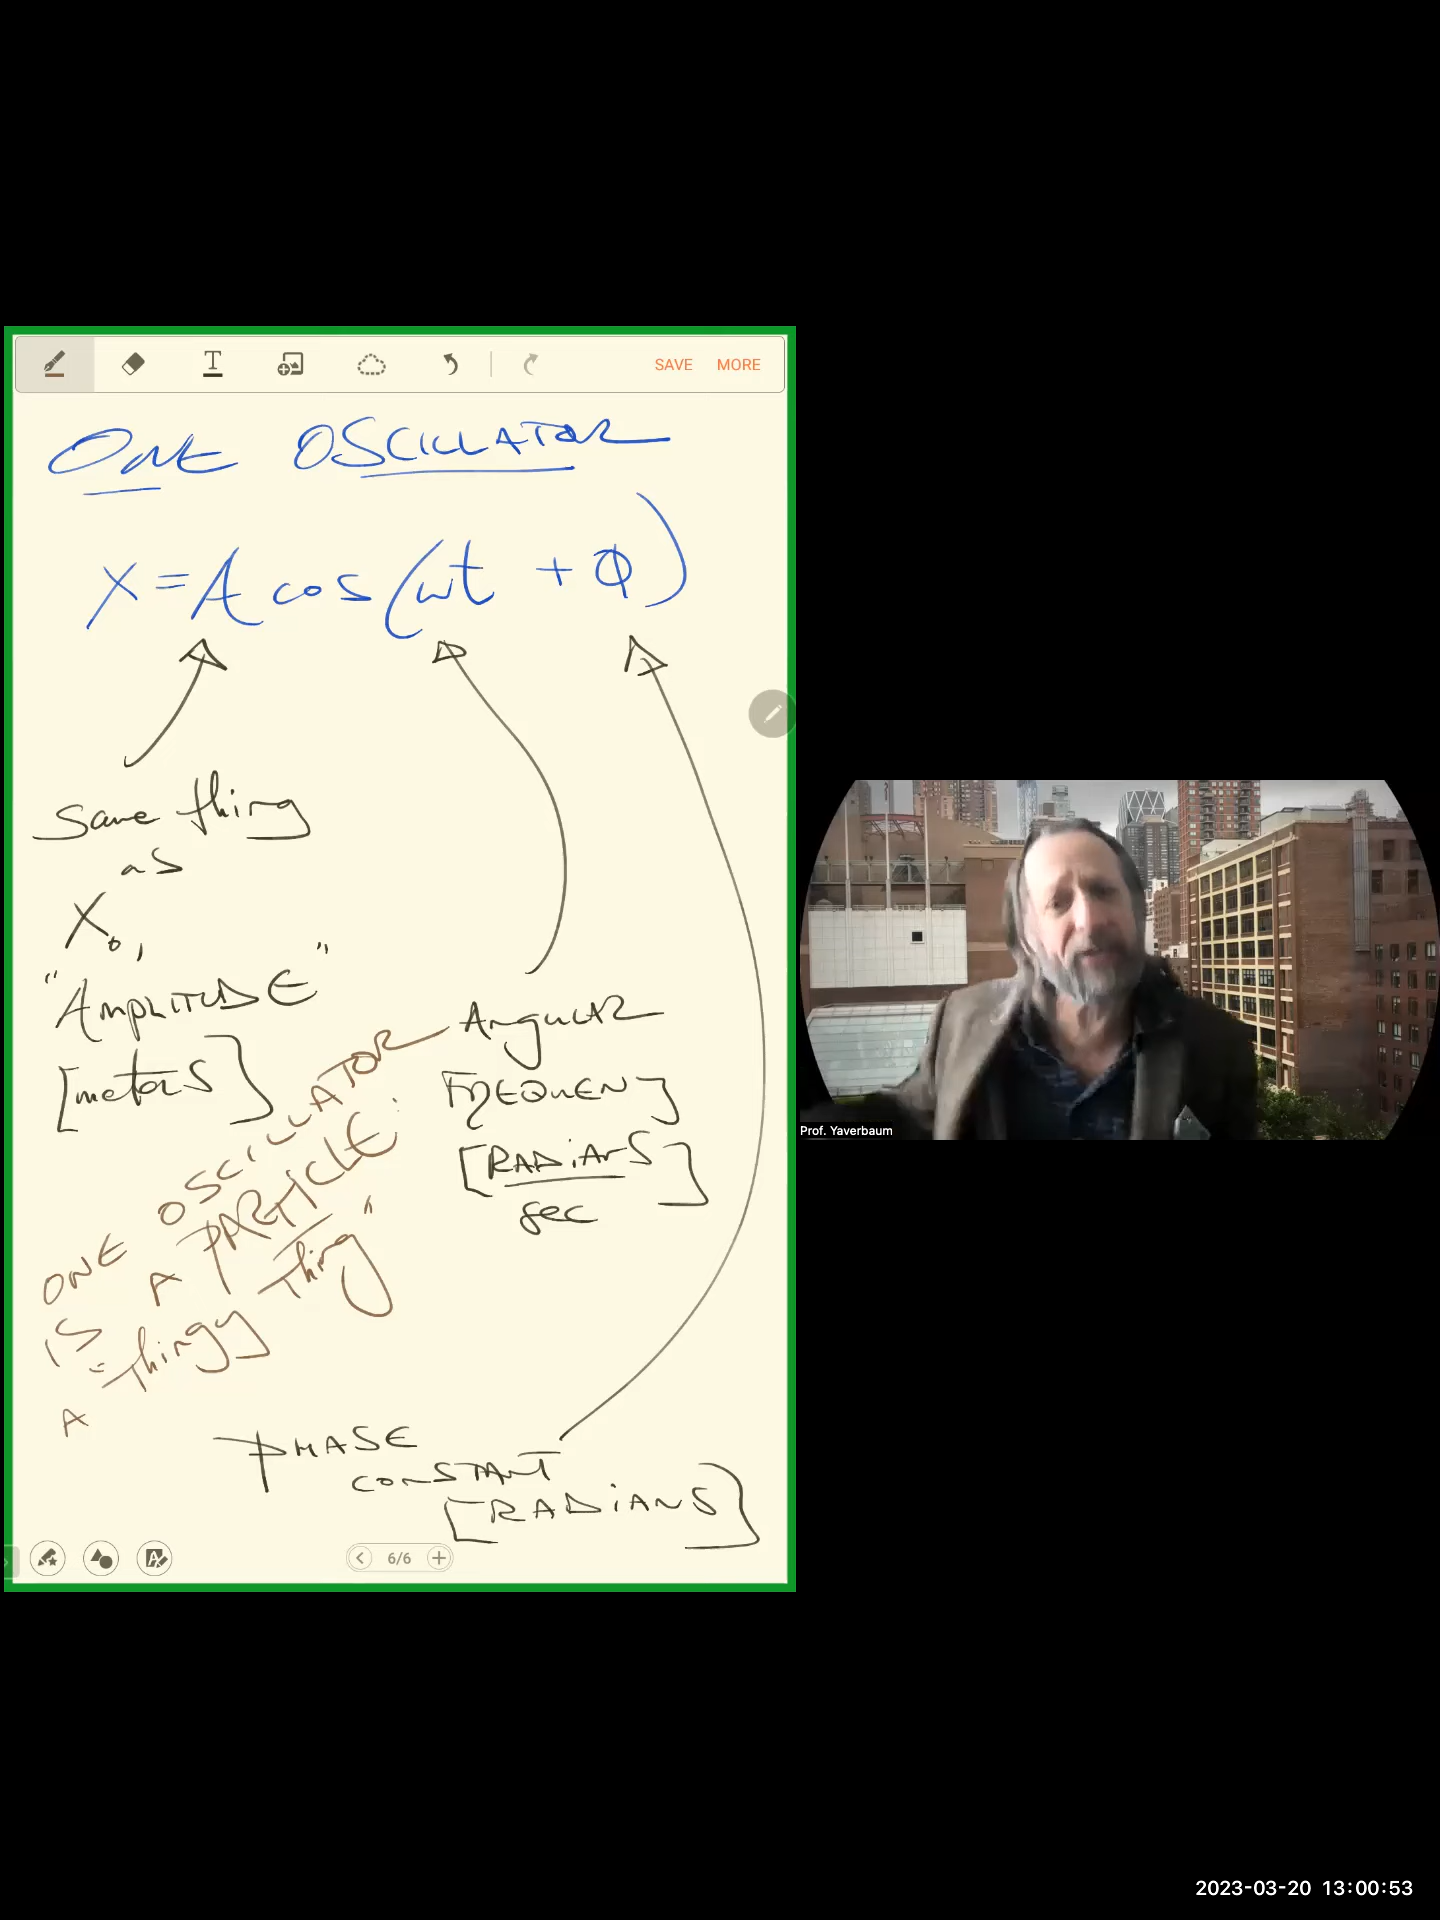 SAVE MORE
ONE OSCILLATOR
X = A cos(ωt + Φ)
Same thing
as
X₀,
"AMPLITUDE"
[meters]
Angular
FREQUENCY
[RADIANS
sec]
ONE OSCILLATOR
IS A PARTICLE:
A "Thingy Thing"
PHASE
CONSTANT
[RADIANS]
6/6
Prof. Yaverbaum
2023-03-20 13:00:53